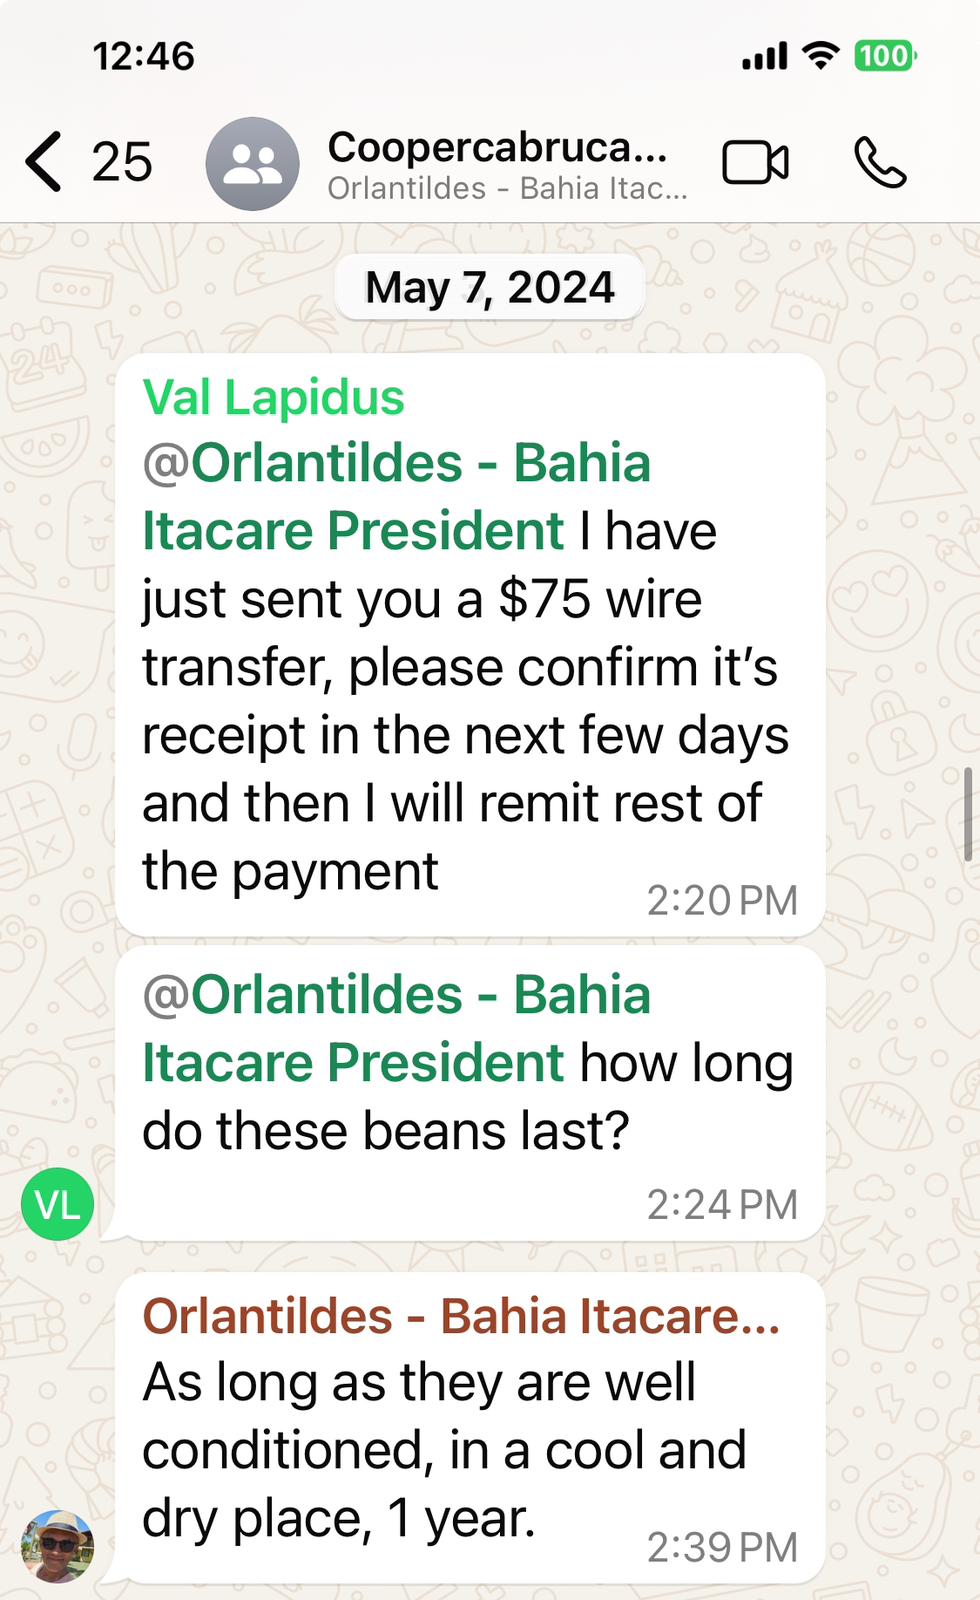 12:46
100
25
Coopercabruca...
Orlantildes - Bahia Itac...
May 7, 2024
Val Lapidus
@Orlantildes - Bahia
Itacare President I have
just sent you a $75 wire
transfer, please confirm it’s
receipt in the next few days
and then I will remit rest of
the payment
2:20 PM
@Orlantildes - Bahia
Itacare President how long
do these beans last?
2:24 PM
VL
Orlantildes - Bahia Itacare...
As long as they are well
conditioned, in a cool and
dry place, 1 year.
2:39 PM